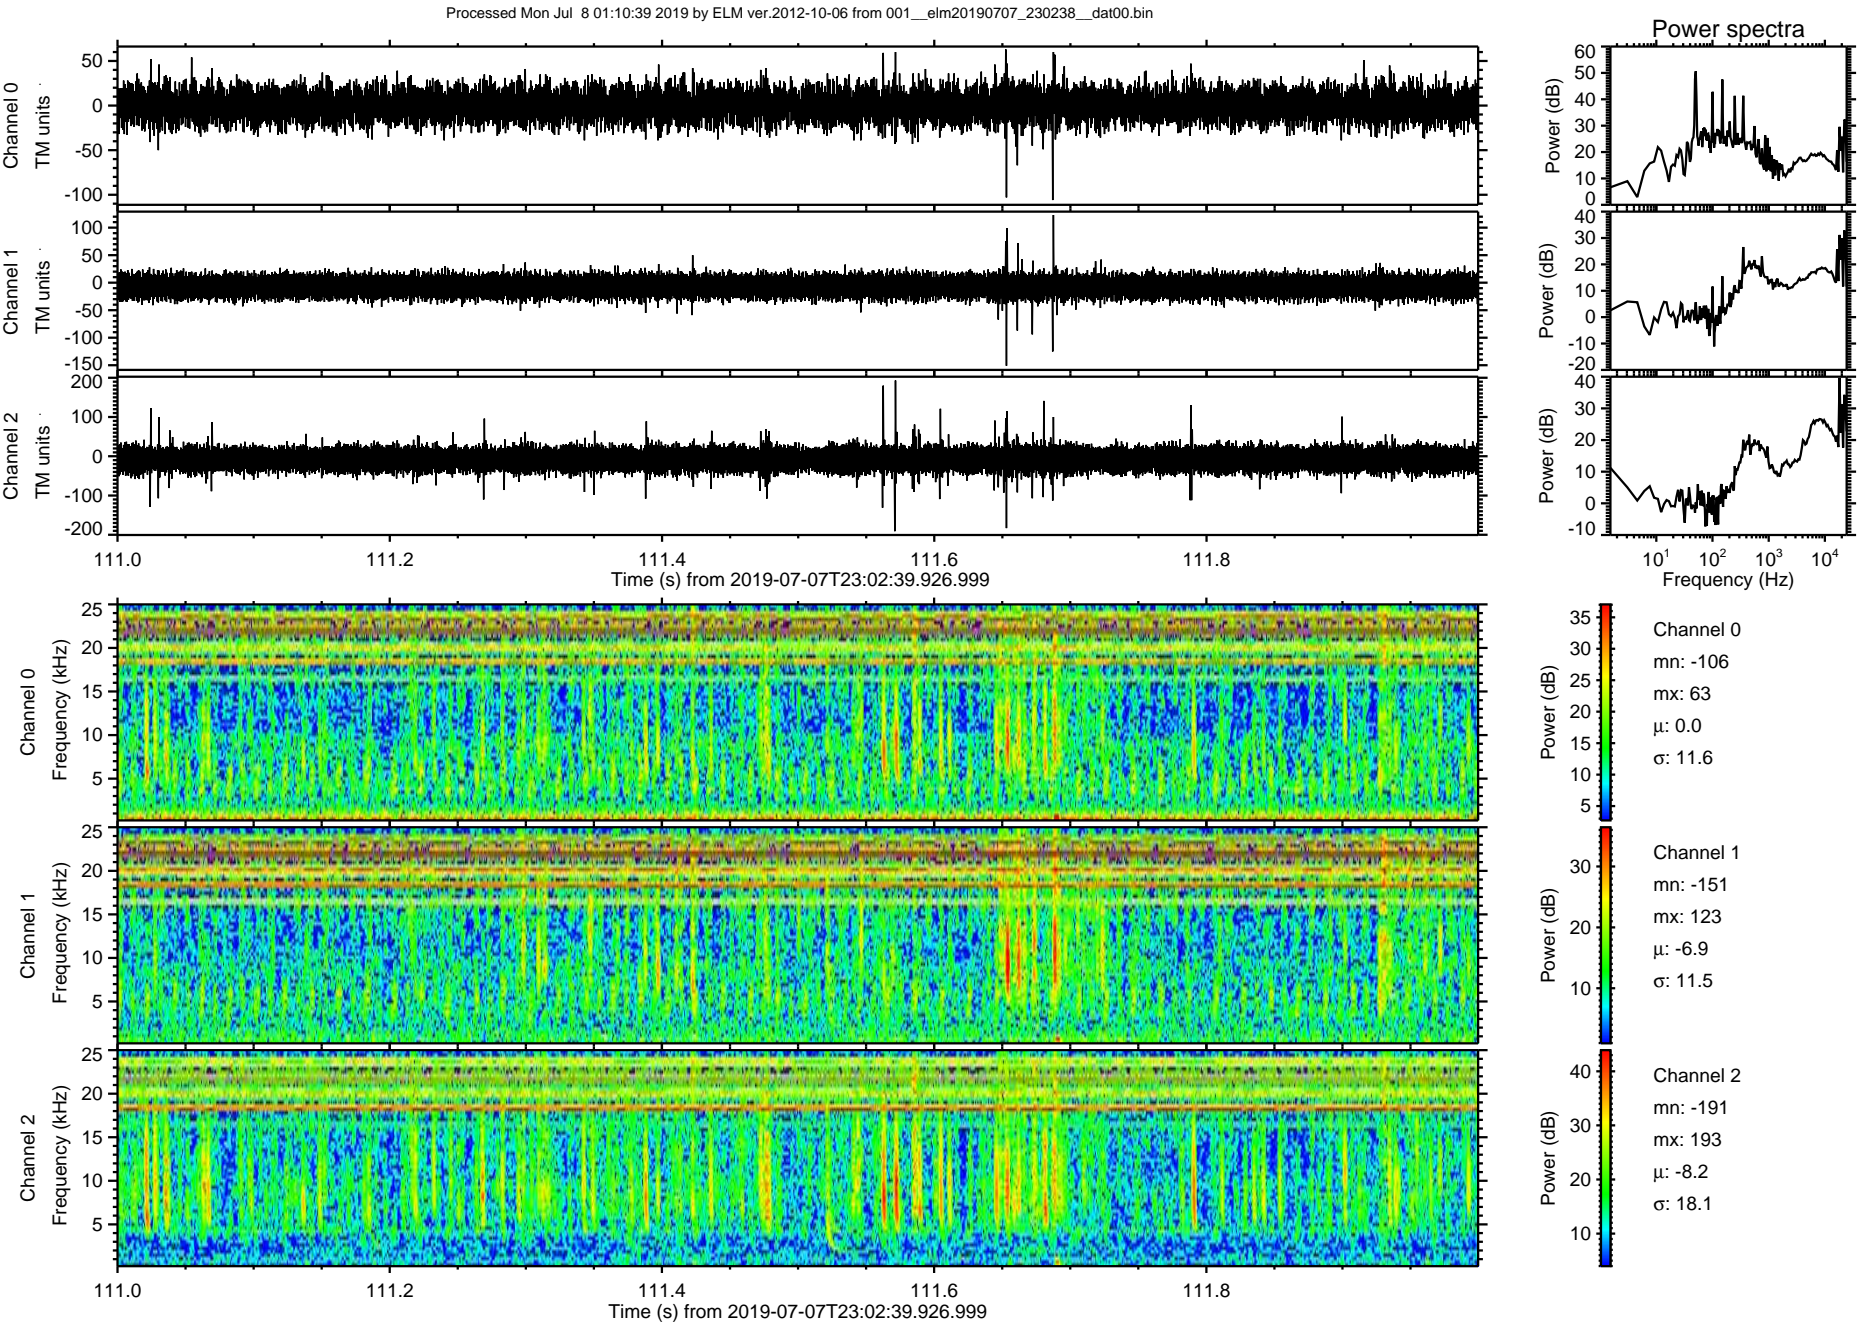 Processed Mon Jul  8 01:10:39 2019 by ELM ver.2012-10-06 from 001__elm20190707_230238__dat00.bin
Power spectra
Channel 0
TM units
50
0
-50
-100
Power (dB)
60
50
40
30
20
10
0
Channel 1
TM units
100
50
0
-50
-100
-150
Power (dB)
40
30
20
10
0
-10
-20
Channel 2
TM units
200
100
0
-100
-200
Power (dB)
40
30
20
10
0
-10
111.0 111.2 111.4 111.6 111.8
Time (s) from 2019-07-07T23:02:39.926.999
10¹ 10² 10³ 10⁴
Frequency (Hz)
Channel 0
Frequency (kHz)
25
20
15
10
5
Power (dB)
35
30
25
20
15
10
5
Channel 0
mn: -106
mx: 63
µ: 0.0
σ: 11.6
Channel 1
Frequency (kHz)
25
20
15
10
5
Power (dB)
30
20
10
Channel 1
mn: -151
mx: 123
µ: -6.9
σ: 11.5
Channel 2
Frequency (kHz)
25
20
15
10
5
Power (dB)
40
30
20
10
Channel 2
mn: -191
mx: 193
µ: -8.2
σ: 18.1
111.0 111.2 111.4 111.6 111.8
Time (s) from 2019-07-07T23:02:39.926.999